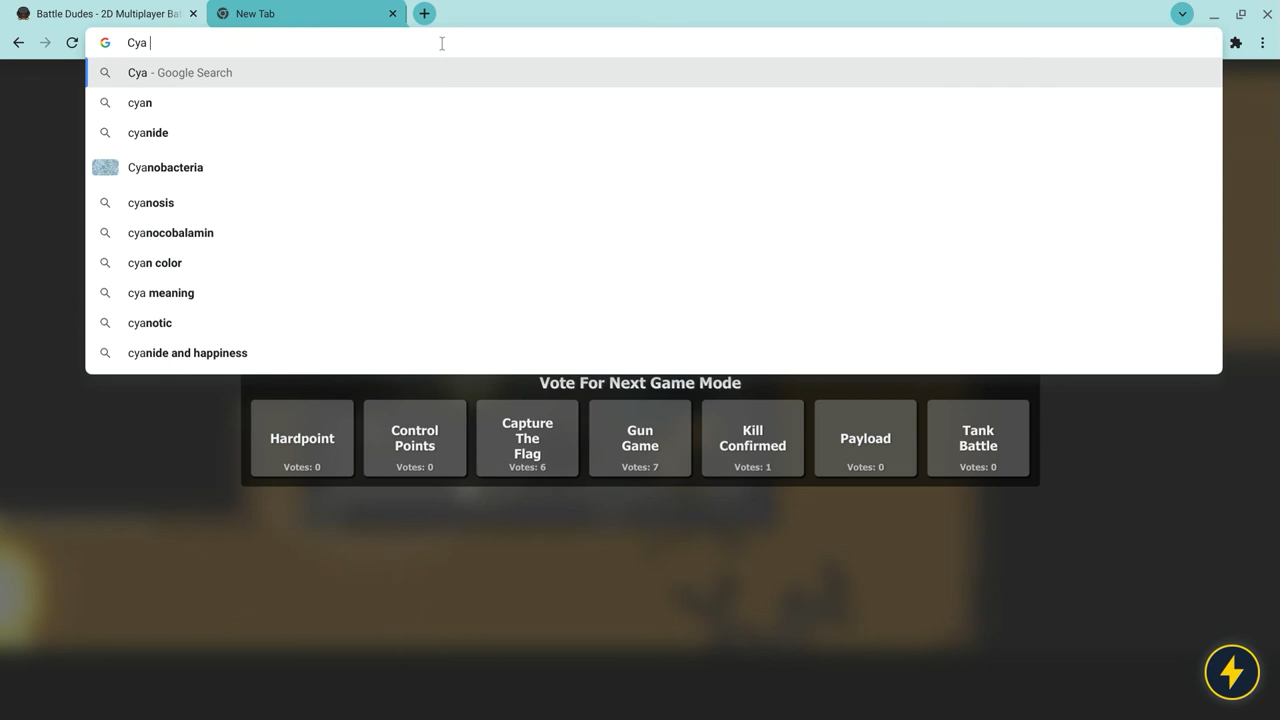 Battle Dudes - 2D Multiplayer Ba
New Tab
Cya
Cya - Google Search
cyan
cyanide
Cyanobacteria
cyanosis
cyanocobalamin
cyan color
cya meaning
cyanotic
cyanide and happiness
Vote For Next Game Mode
Hardpoint
Votes: 0
Control
Points
Votes: 0
Capture
The
Flag
Votes: 6
Gun
Game
Votes: 7
Kill
Confirmed
Votes: 1
Payload
Votes: 0
Tank
Battle
Votes: 0